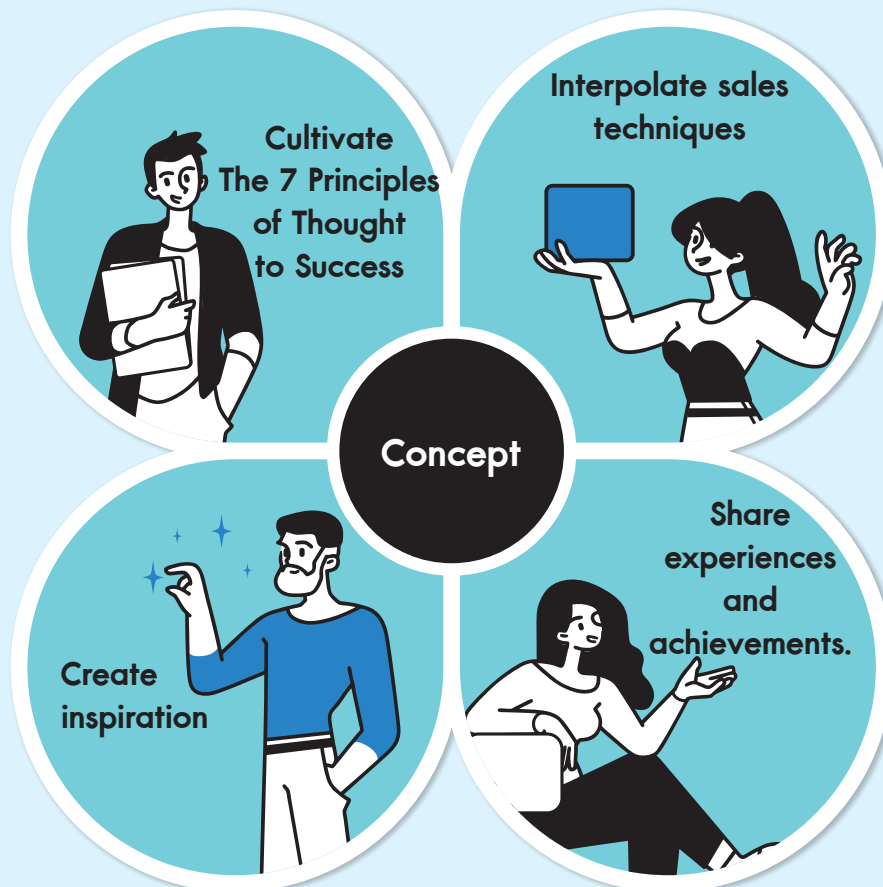 Cultivate
The 7 Principles
of Thought
to Success
Interpolate sales
techniques
Concept
Create
inspiration
Share
experiences
and
achievements.